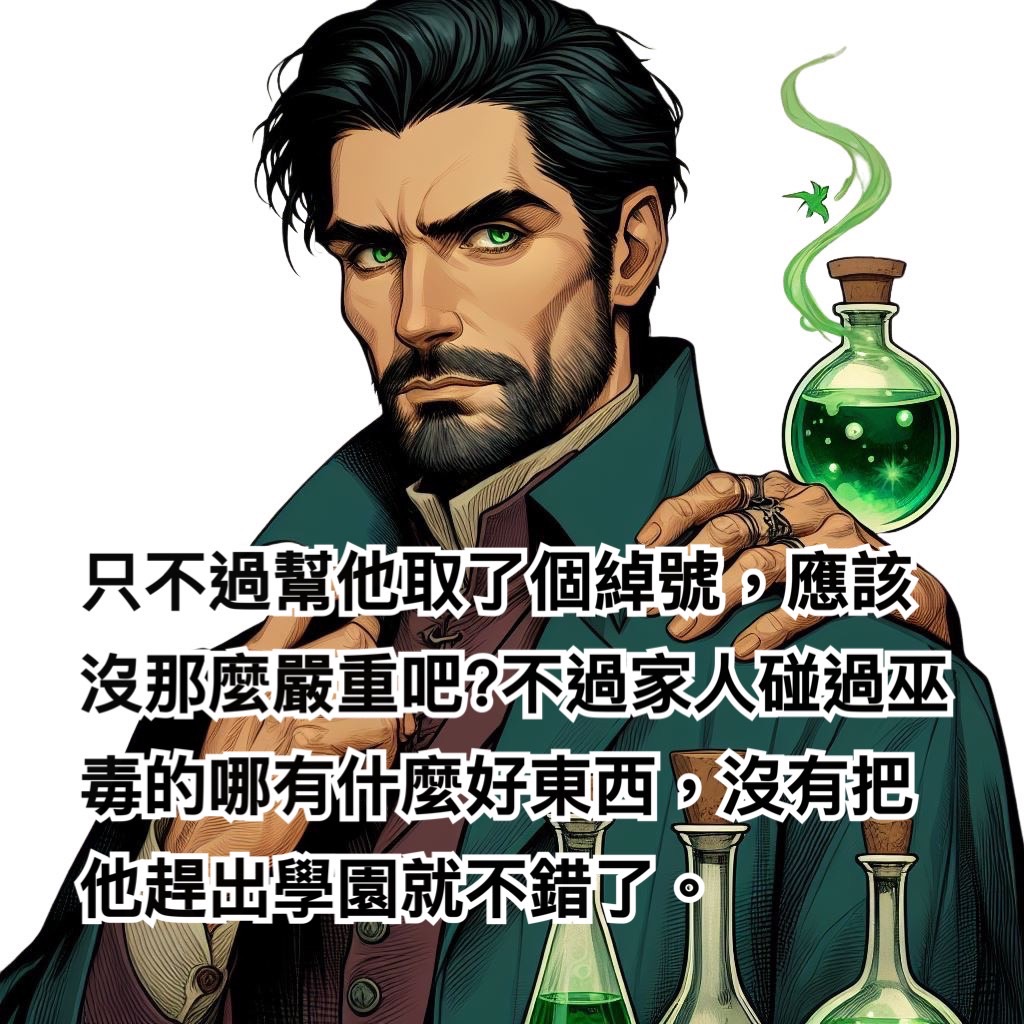 只不過幫他取了個綽號，應該
沒那麼嚴重吧?不過家人碰過巫
毒的哪有什麼好東西，沒有把
他趕出學園就不錯了。